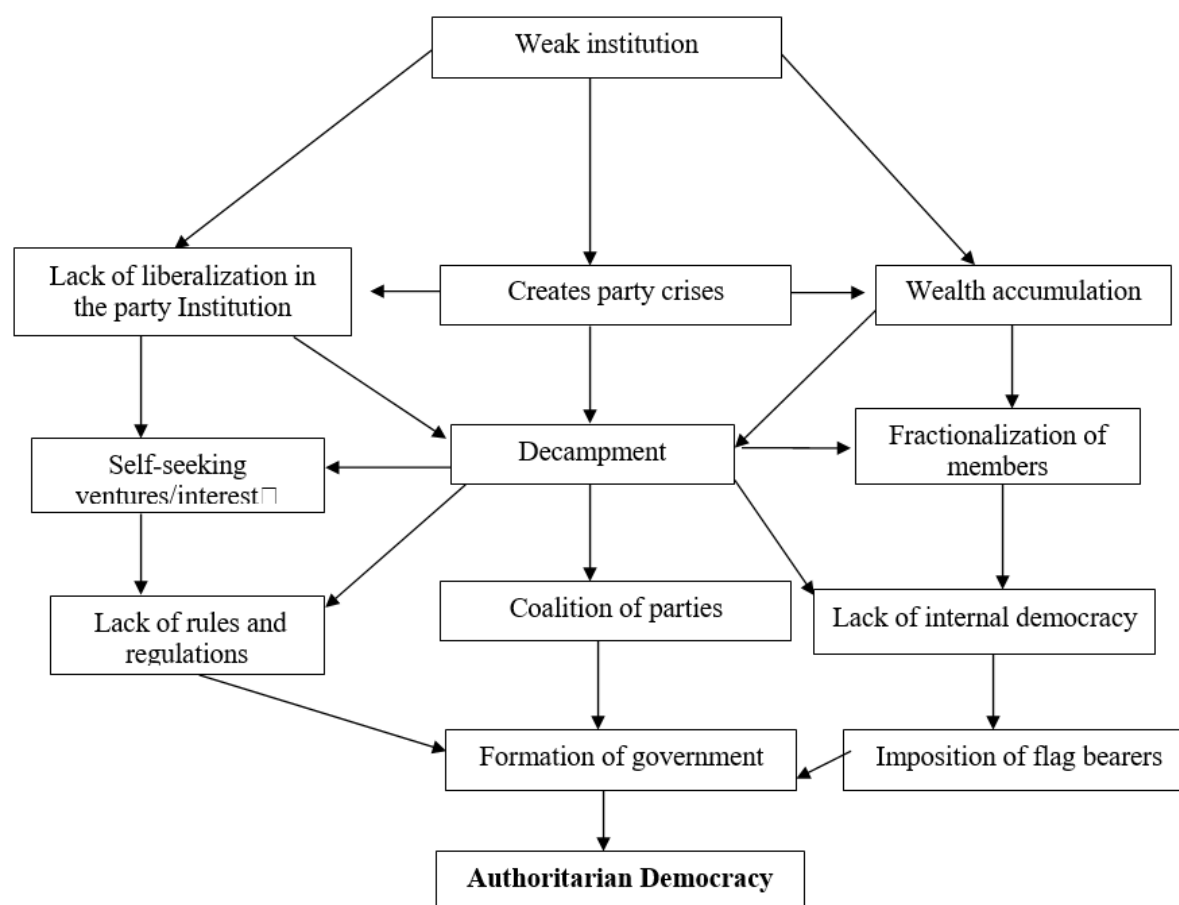 Weak institution
Lack of liberalization in
the party Institution
Creates party crises
Wealth accumulation
Self-seeking
ventures/interest□
Decampment
Fractionalization of
members
Lack of rules and
regulations
Coalition of parties
Lack of internal democracy
Formation of government
Imposition of flag bearers
Authoritarian Democracy